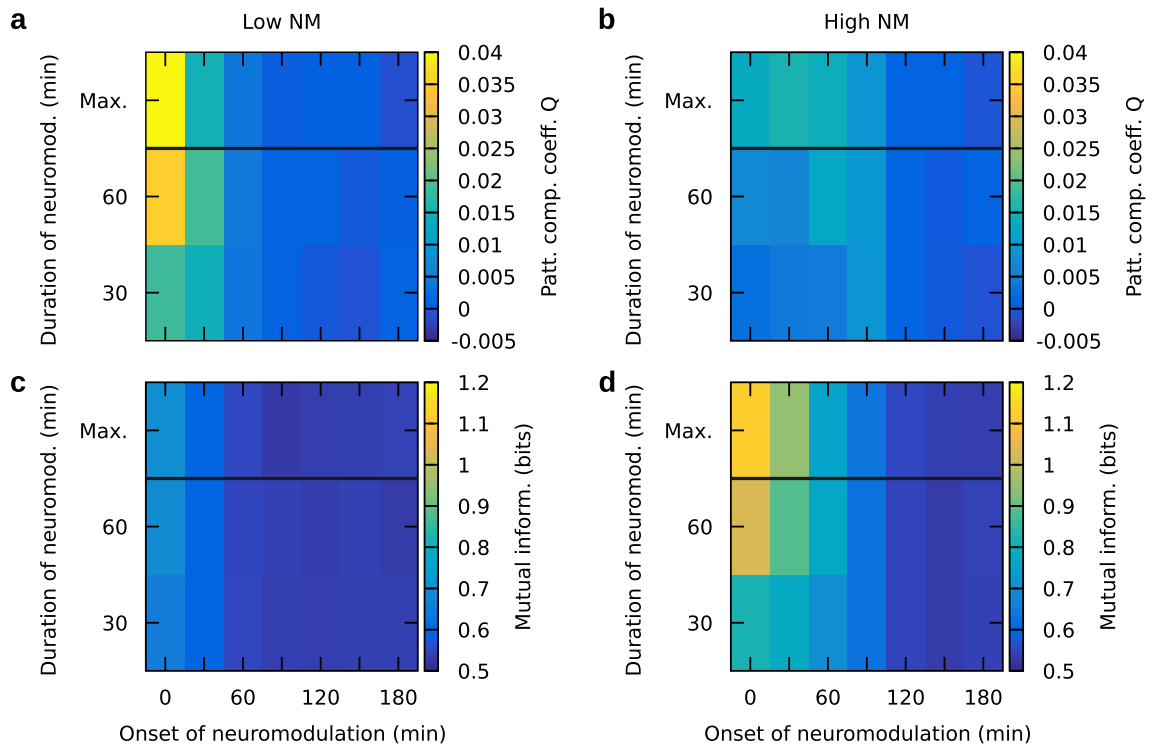 a
Low NM
b
High NM
Duration of neuromod. (min)
Max.
60
30
0.04
0.035
0.03
0.025
0.02
0.015
0.01
0.005
0
-0.005
Patt. comp. coeff. Q
Duration of neuromod. (min)
Max.
60
30
0.04
0.035
0.03
0.025
0.02
0.015
0.01
0.005
0
-0.005
Patt. comp. coeff. Q
c
Duration of neuromod. (min)
Max.
60
30
0 60 120 180
Onset of neuromodulation (min)
1.2
1.1
1
0.9
0.8
0.7
0.6
0.5
Mutual inform. (bits)
d
Duration of neuromod. (min)
Max.
60
30
0 60 120 180
Onset of neuromodulation (min)
1.2
1.1
1
0.9
0.8
0.7
0.6
0.5
Mutual inform. (bits)